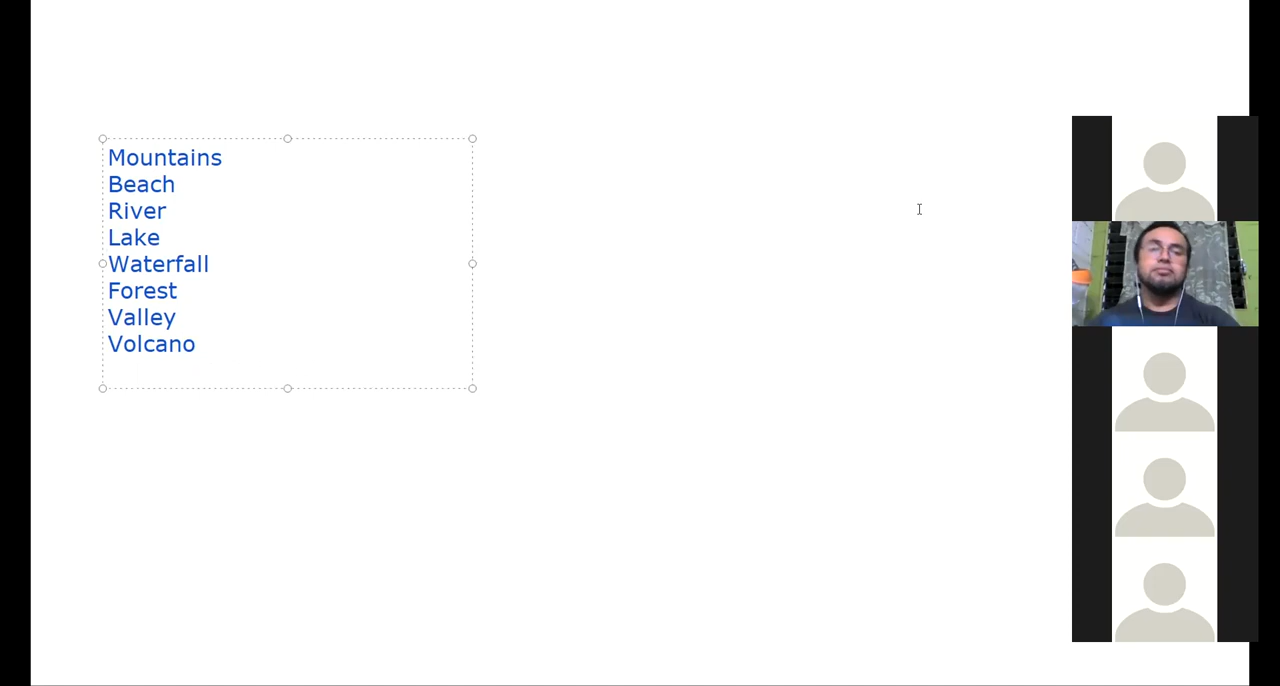 Mountains
Beach
River
Lake
Waterfall
Forest
Valley
Volcano